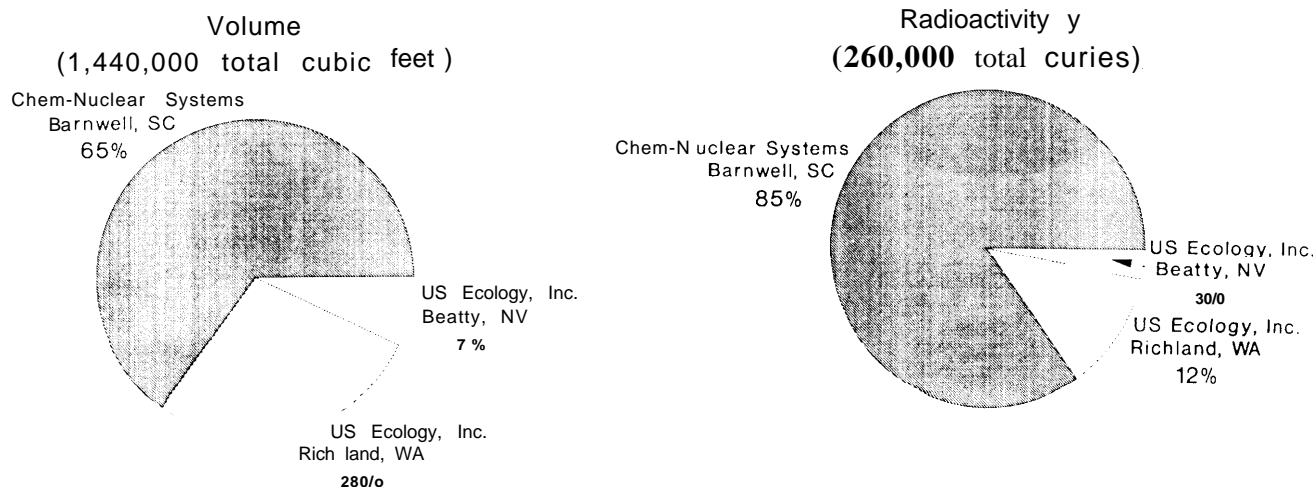 Volume
(1,440,000 total cubic feet )
Chem-Nuclear Systems
Barnwell, SC
65%
US Ecology, Inc.
Beatty, NV
7 %
US Ecology, Inc.
Rich land, WA
280/o
Radioactivity y
(260,000 total curies)
Chem-N uclear Systems
Barnwell, SC
85%
US Ecology, Inc.
Beatty, NV
30/0
US Ecology, Inc.
Richland, WA
12%